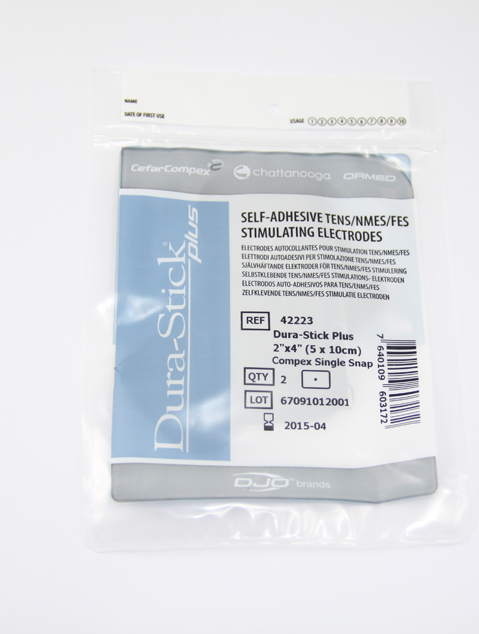 NAME
DATE OF FIRST USE
USAGE 1 2 3 4 5 6 7 8 9 10
CefarCompex chattanooga ORMED
Dura-Stick® plus
SELF-ADHESIVE TENS/NMES/FES
STIMULATING ELECTRODES
ELECTRODES AUTOCOLLANTES POUR STIMULATION TENS/NMES/FES
ELETTRODI AUTOADESIVI PER STIMOLAZIONE TENS/NMES/FES
SJÄLVHÄFTANDE ELEKTRODER FÖR TENS/NMES/FES STIMULERING
SELBSTKLEBENDE TENS/NMES/FES STIMULATIONS- ELEKTRODEN
ELECTRODOS AUTO-ADHESIVOS PARA TENS/ENMS/FES
ZELFKLEVENDE TENS/NMES/FES STIMULATIE ELECTRODEN
REF 42223
Dura-Stick Plus
2"x4" (5 x 10cm)
Compex Single Snap
QTY 2
LOT 67091012001
2015-04
7 640109 603172
DJO® brands.